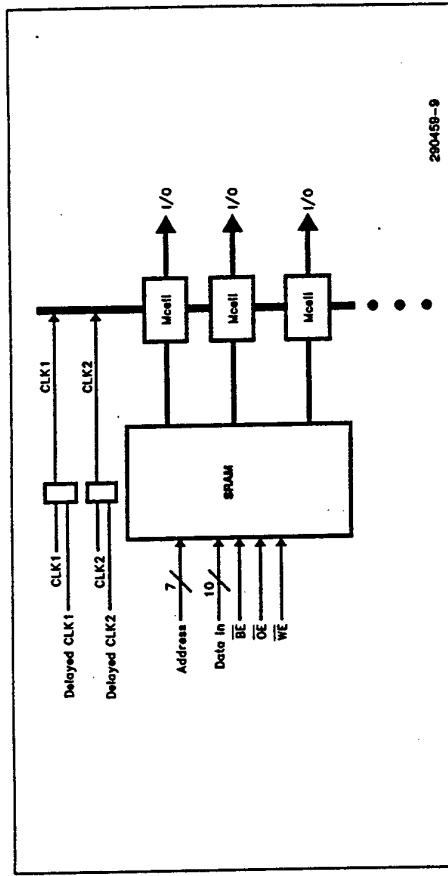 CLK1
Delayed CLK1
CLK1
CLK2
Delayed CLK2
CLK2
Address
7
Data In
10
BE
OE
WE
SRAM
Mcell
I/O
Mcell
I/O
Mcell
I/O
290459-9